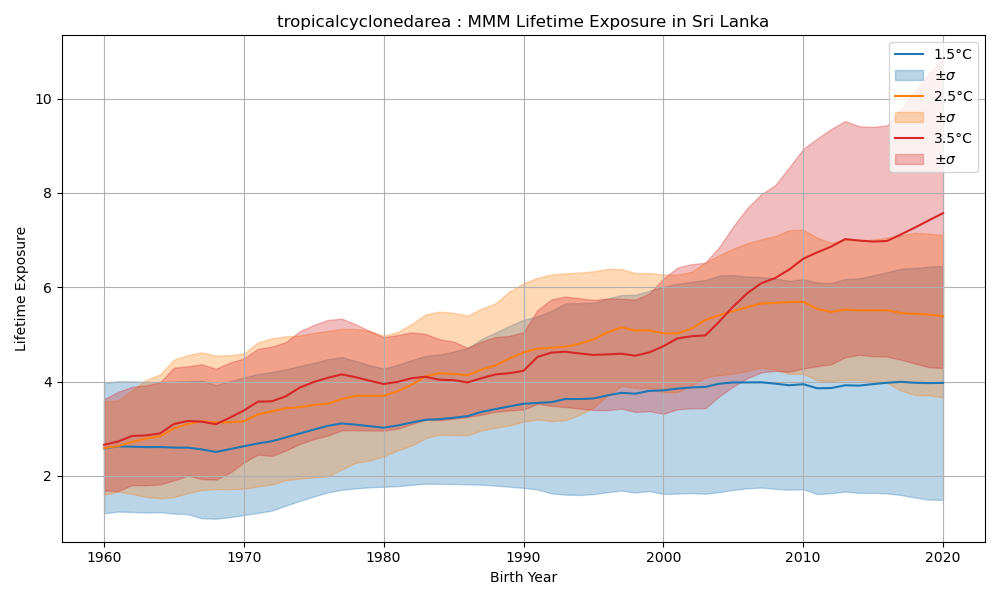 tropicalcyclonedarea : MMM Lifetime Exposure in Sri Lanka
Lifetime Exposure
10
8
6
4
2
1960 1970 1980 1990 2000 2010 2020
Birth Year
1.5°C
±σ
2.5°C
±σ
3.5°C
±σ